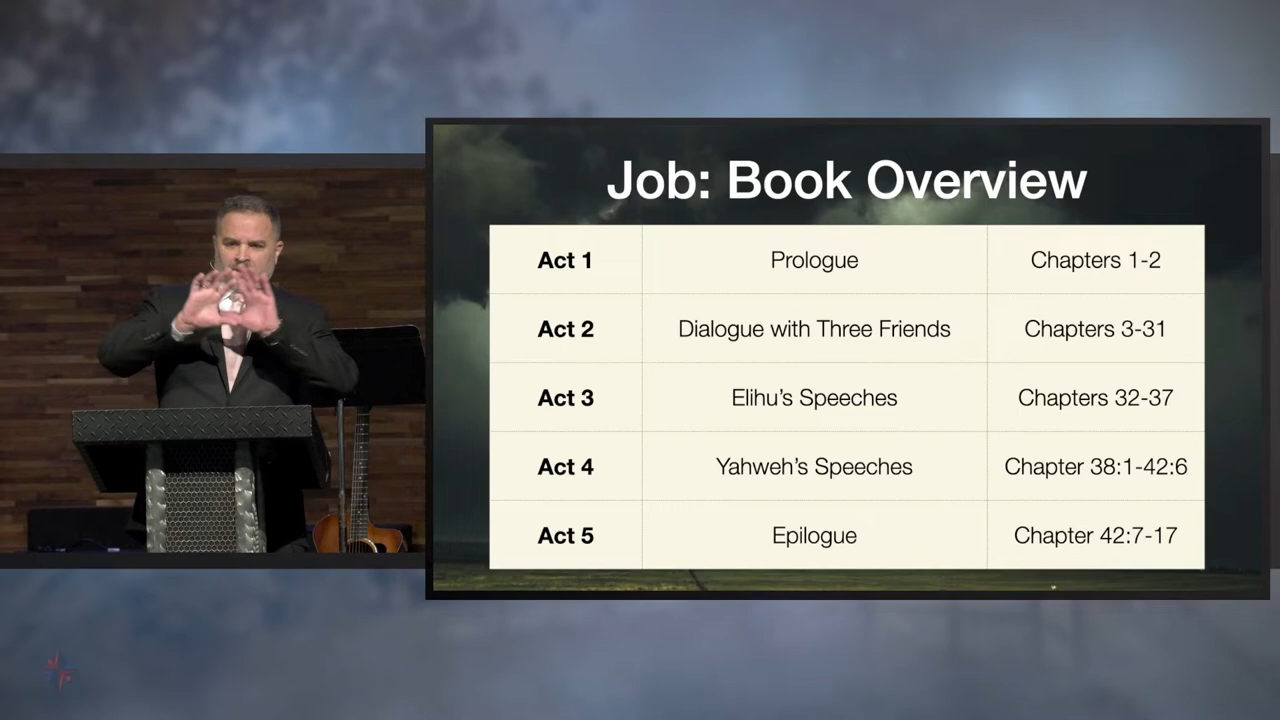 Job: Book Overview
Act 1 Prologue Chapters 1-2
Act 2 Dialogue with Three Friends Chapters 3-31
Act 3 Elihu’s Speeches Chapters 32-37
Act 4 Yahweh’s Speeches Chapter 38:1-42:6
Act 5 Epilogue Chapter 42:7-17